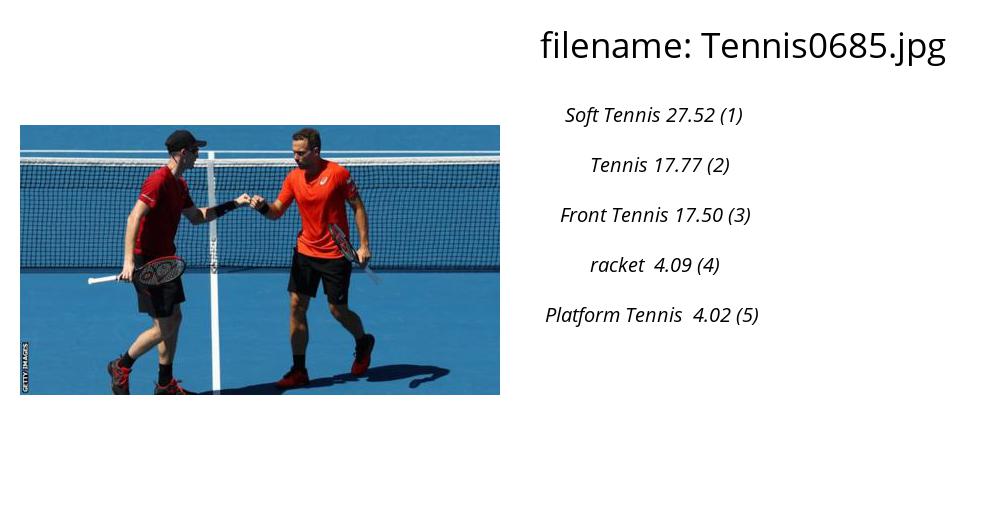 filename: Tennis0685.jpg
Soft Tennis 27.52 (1)
Tennis 17.77 (2)
Front Tennis 17.50 (3)
racket 4.09 (4)
Platform Tennis 4.02 (5)
GETTY IMAGES